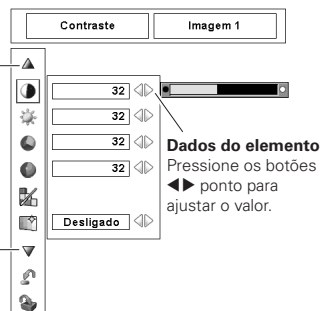 Contraste Imagem 1
32
32
32
32
Desligado
Dados do elemento
Pressione os botões
◀▶ ponto para
ajustar o valor.